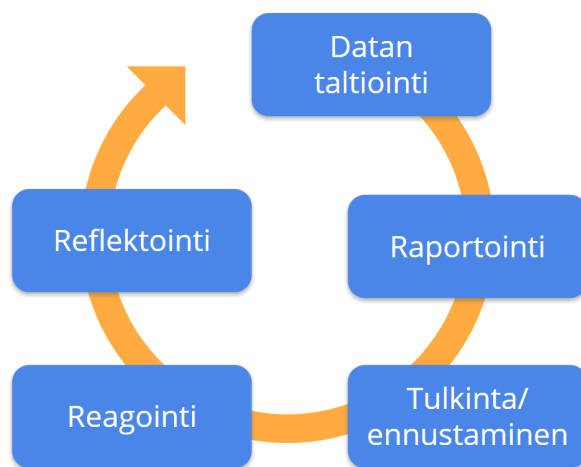 Datan
taltiointi
Raportointi
Tulkinta/
ennustaminen
Reagointi
Reflektointi